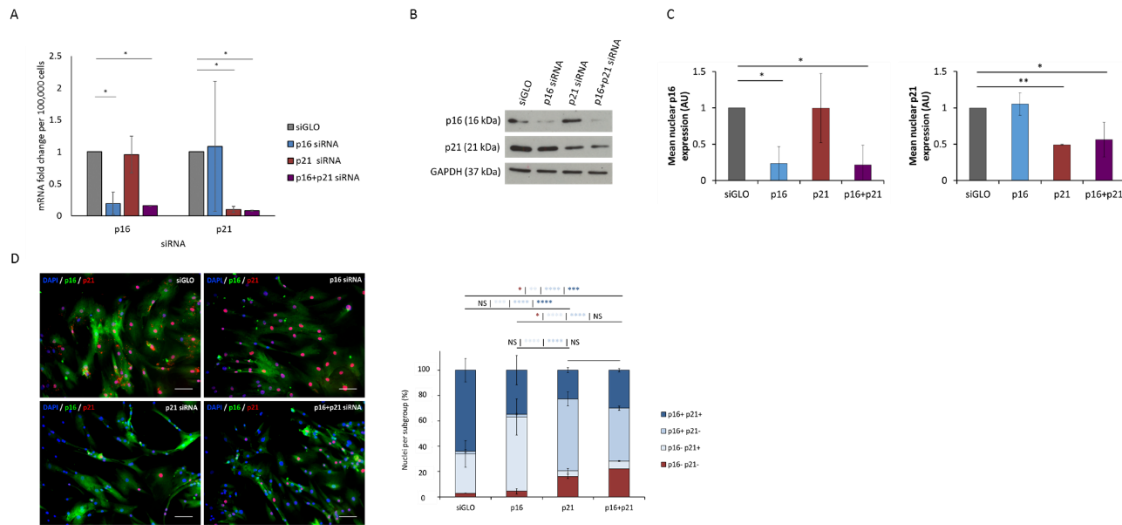 A
2.5
2
1.5
1
0.5
0
mRNA fold change per 100,000 cells
*
*
*
*
p16
p21
siRNA
siGLO
p16 siRNA
p21 siRNA
p16+p21 siRNA
B
siGLO
p16 siRNA
p21 siRNA
p16+p21 siRNA
p16 (16 kDa)
p21 (21 kDa)
GAPDH (37 kDa)
C
Mean nuclear p16 expression (AU)
1.5
1
0.5
0
*
*
siGLO
p16
p21
p16+p21
Mean nuclear p21 expression (AU)
1.5
1
0.5
0
*
**
siGLO
p16
p21
p16+p21
D
DAPI / p16 / p21
siGLO
DAPI / p16 / p21
p16 siRNA
DAPI / p16 / p21
p21 siRNA
DAPI / p16 / p21
p16+p21 siRNA
* | ** | **** | ***
NS | *** | **** | ****
* | **** | **** | NS
NS | **** | **** | NS
Nuclei per subgroup (%)
100
80
60
40
20
0
siGLO
p16
p21
p16+p21
p16+ p21+
p16+ p21-
p16- p21+
p16- p21-